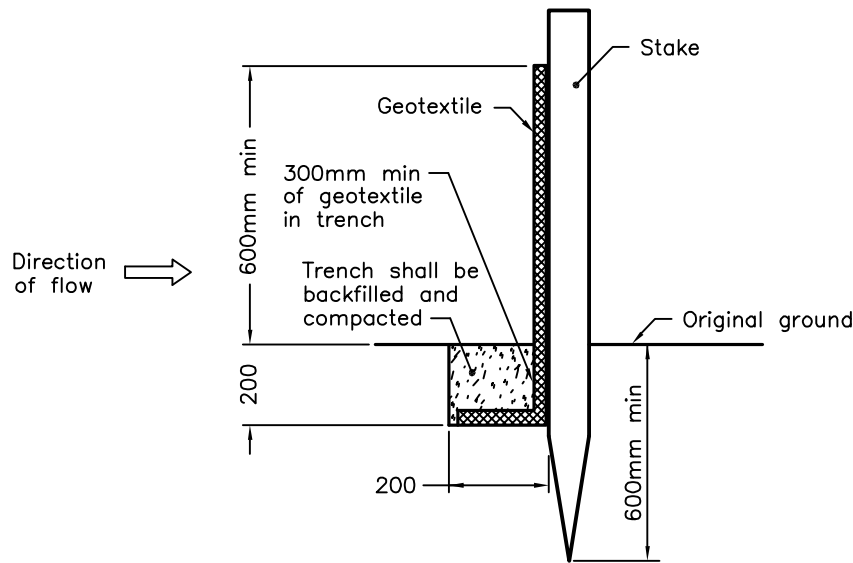 Stake
Geotextile
600mm min
300mm min
of geotextile
in trench
Direction
of flow
Trench shall be
backfilled and
compacted
Original ground
200
600mm min
200